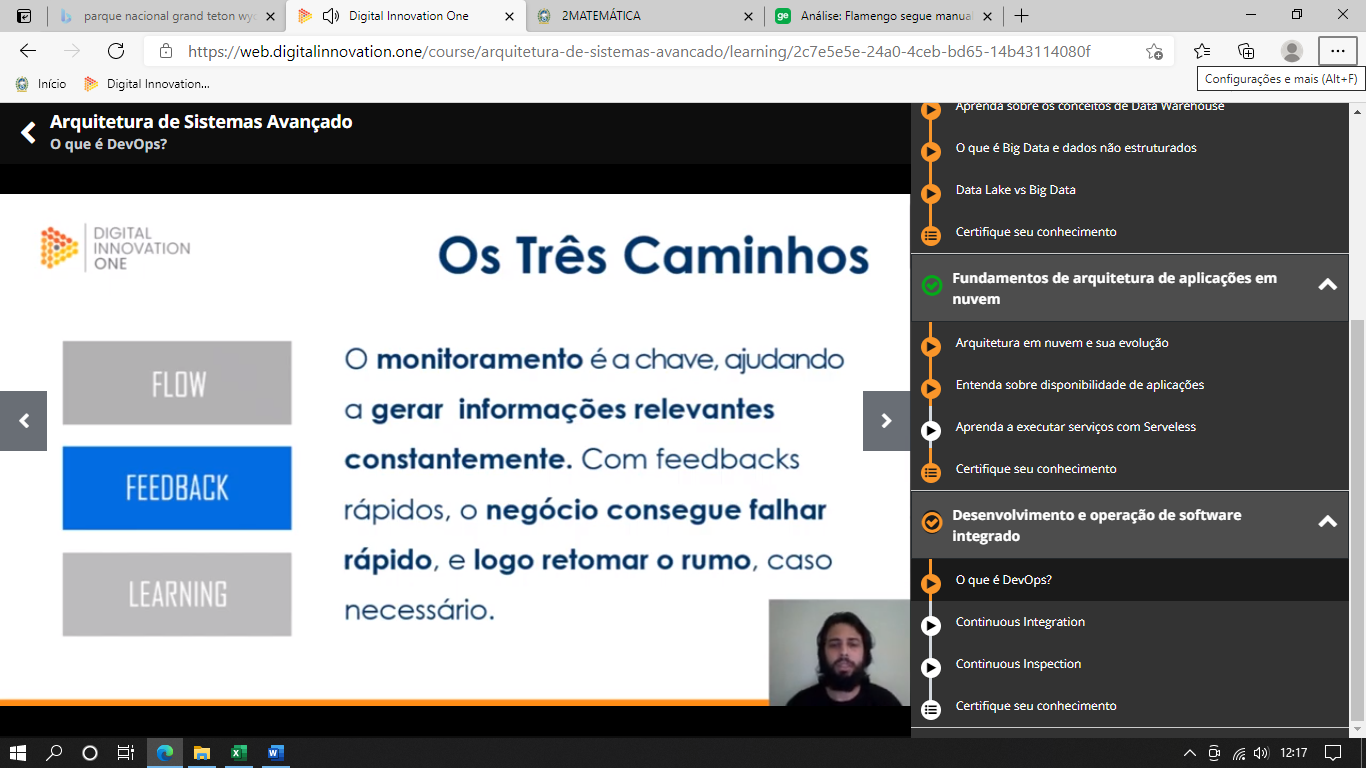 parque nacional grand teton wy
Digital Innovation One
2MATEMÁTICA
ge
Análise: Flamengo segue manua
https://web.digitalinnovation.one/course/arquitetura-de-sistemas-avancado/learning/2c7e5e5e-24a0-4ceb-bd65-14b43114080f
Configurações e mais (Alt+F)
Início
Digital Innovation...
Arquitetura de Sistemas Avançado
O que é DevOps?
DIGITAL
INNOVATION
ONE
Os Três Caminhos
FLOW
FEEDBACK
LEARNING
O monitoramento é a chave, ajudando
a gerar informações relevantes
constantemente. Com feedbacks
rápidos, o negócio consegue falhar
rápido, e logo retomar o rumo, caso
necessário.
Aprenda sobre os conceitos de Data Warehouse
O que é Big Data e dados não estruturados
Data Lake vs Big Data
Certifique seu conhecimento
Fundamentos de arquitetura de aplicações em
nuvem
Arquitetura em nuvem e sua evolução
Entenda sobre disponibilidade de aplicações
Aprenda a executar serviços com Serveless
Certifique seu conhecimento
Desenvolvimento e operação de software
integrado
O que é DevOps?
Continuous Integration
Continuous Inspection
Certifique seu conhecimento
12:17